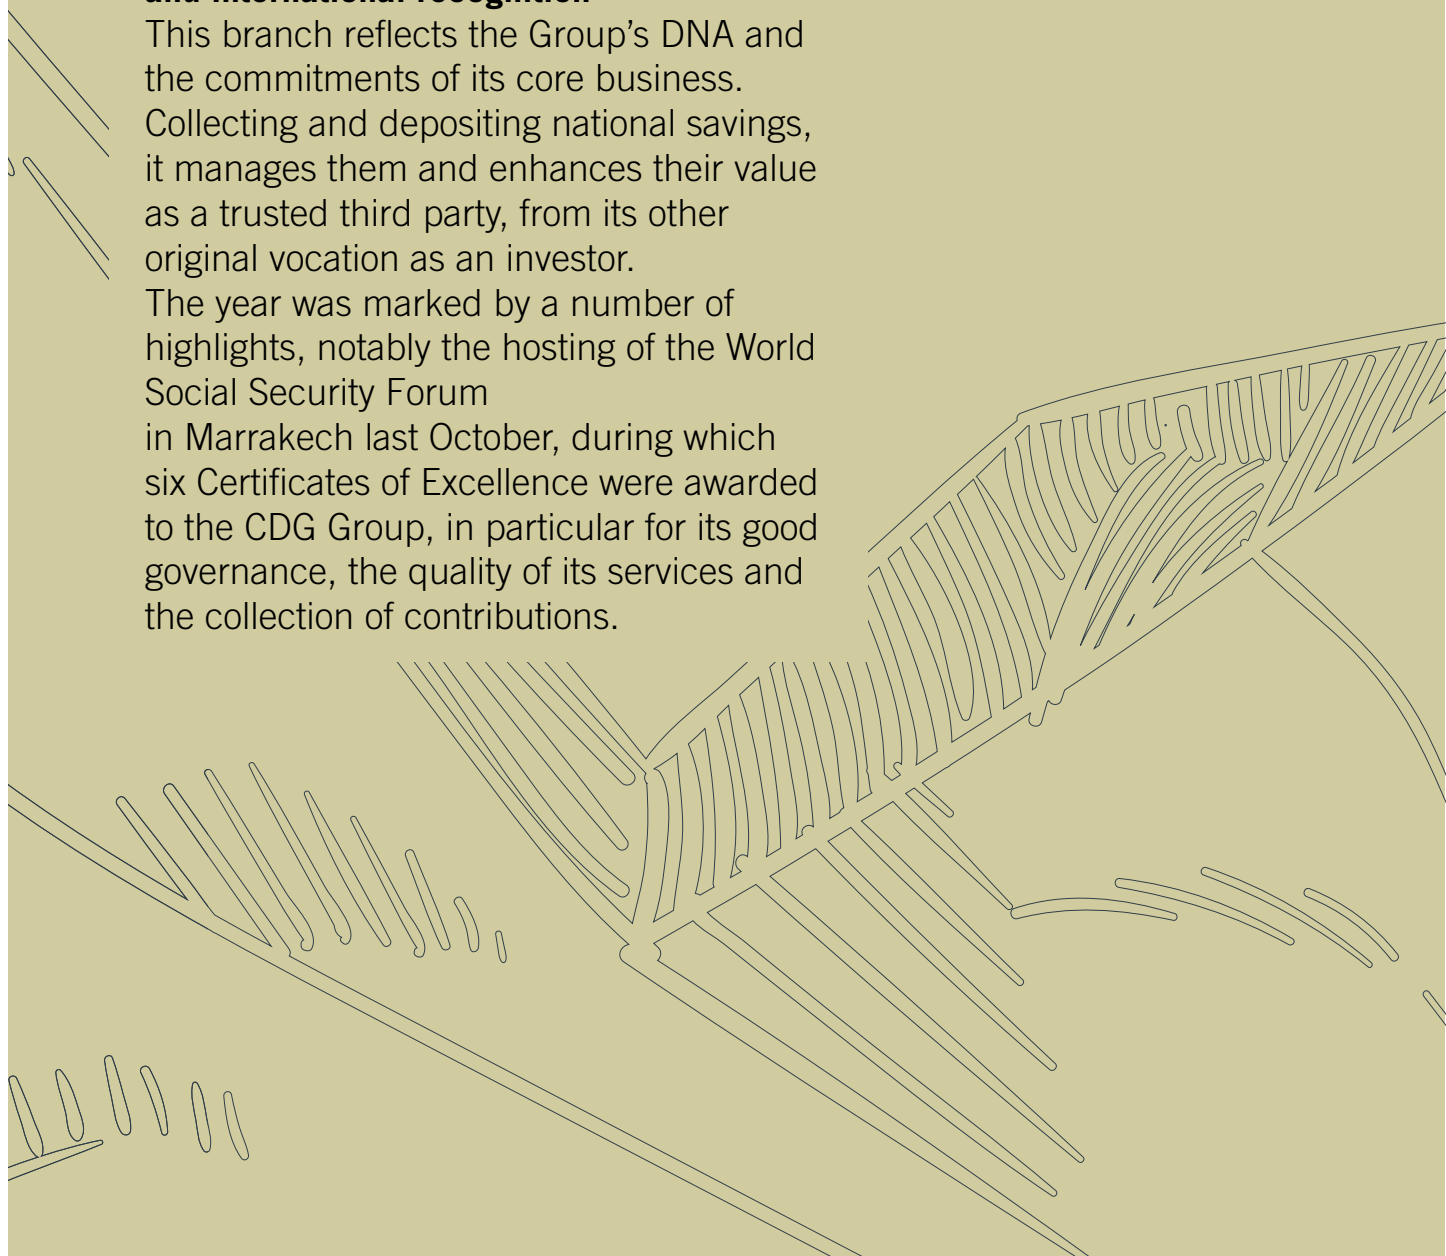 and international recognition
This branch reflects the Group’s DNA and
the commitments of its core business.
Collecting and depositing national savings,
it manages them and enhances their value
as a trusted third party, from its other
original vocation as an investor.
The year was marked by a number of
highlights, notably the hosting of the World
Social Security Forum
in Marrakech last October, during which
six Certificates of Excellence were awarded
to the CDG Group, in particular for its good
governance, the quality of its services and
the collection of contributions.